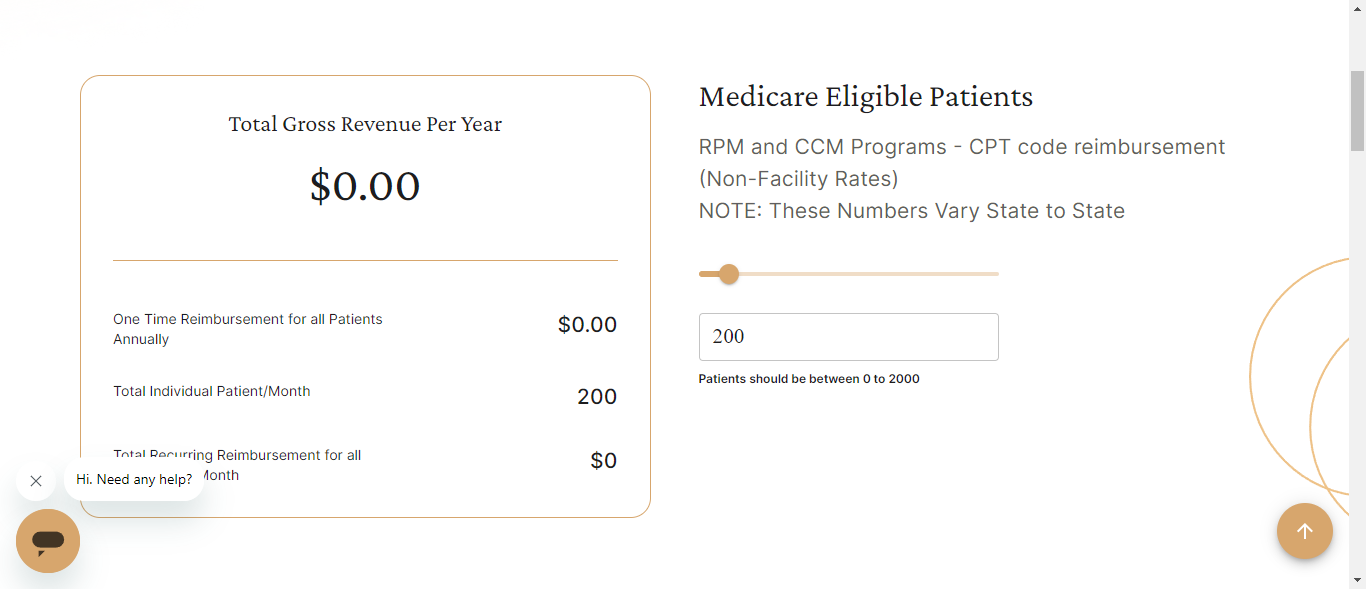 Total Gross Revenue Per Year
$0.00
One Time Reimbursement for all Patients
Annually
$0.00
Total Individual Patient/Month
200
Total Recurring Reimbursement for all
Month
$0
Medicare Eligible Patients
RPM and CCM Programs - CPT code reimbursement
(Non-Facility Rates)
NOTE: These Numbers Vary State to State
200
Patients should be between 0 to 2000
Hi. Need any help?